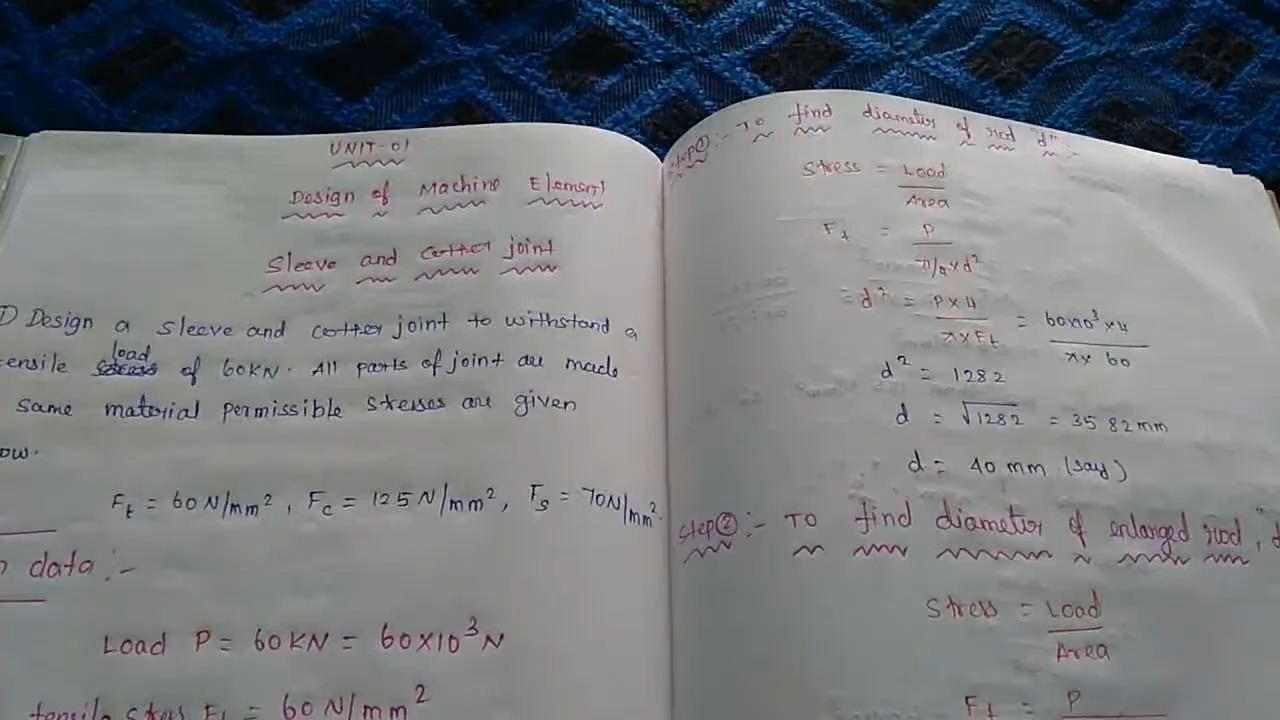 UNIT-01
Design of Machine Element
Sleeve and cotter joint
1) Design a sleeve and cotter joint to withstand a
tensile load of 60KN. All parts of joint are made
same material permissible stresses are given
ow.
Ft = 60 N/mm², Fc = 125 N/mm², Fs = 70N/mm².
data :-
Load P = 60KN = 60×10³ N
= 60 N/mm²
Step① :- To find diameter of rod "d" :-
Stress = Load / Area
Ft = P / π/4 × d²
= d² = P×4 / π×Ft = 60×10³×4 / π× 60
d² = 1282
d = √1282 = 35 82mm
d = 40 mm (say)
Step② :- To find diameter of enlarged rod, "d
Stress = Load / Area
Ft = P